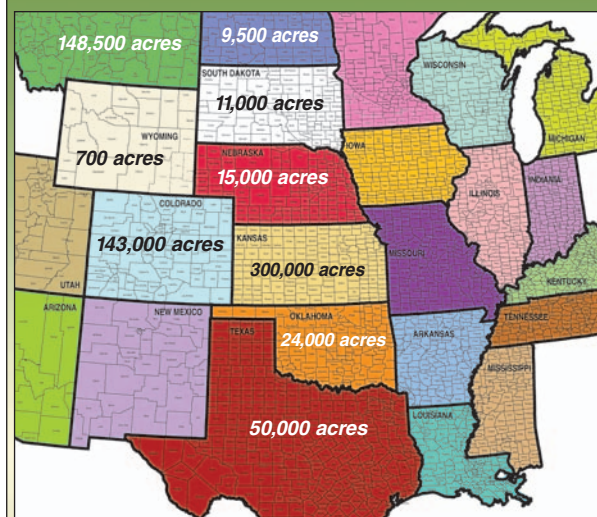 148,500 acres
9,500 acres
WISCONSIN
SOUTH DAKOTA
11,000 acres
MICHIGAN
WYOMING
700 acres
NEBRASKA
IOWA
15,000 acres
ILLINOIS
INDIANA
COLORADO
143,000 acres
KANSAS
300,000 acres
MISSOURI
UTAH
KENTUCKY
ARIZONA
NEW MEXICO
OKLAHOMA
TENNESSEE
TEXAS
24,000 acres
ARKANSAS
MISSISSIPPI
50,000 acres
LOUISIANA